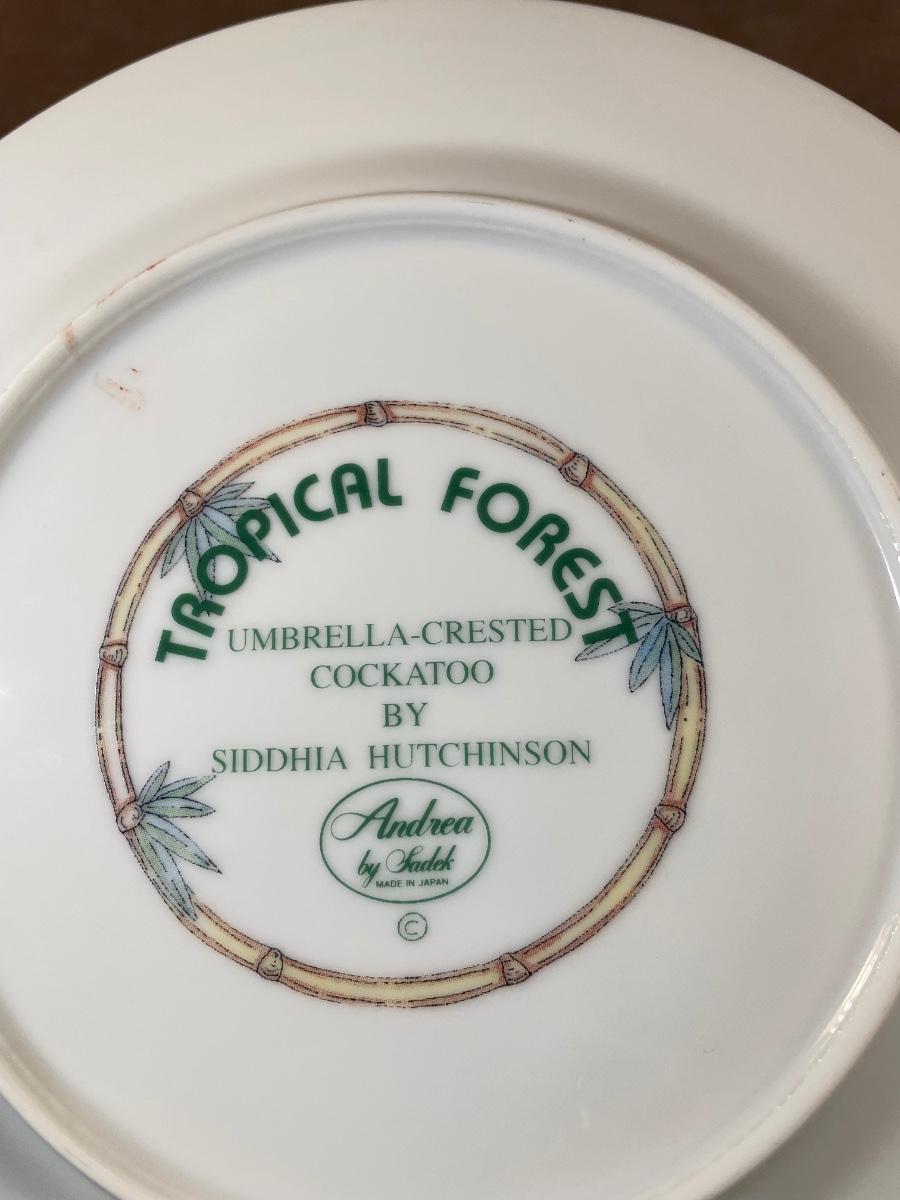 TROPICAL FOREST
UMBRELLA-CRESTED
COCKATOO
BY
SIDDHIA HUTCHINSON
Andrea
by Sadek
MADE IN JAPAN
©